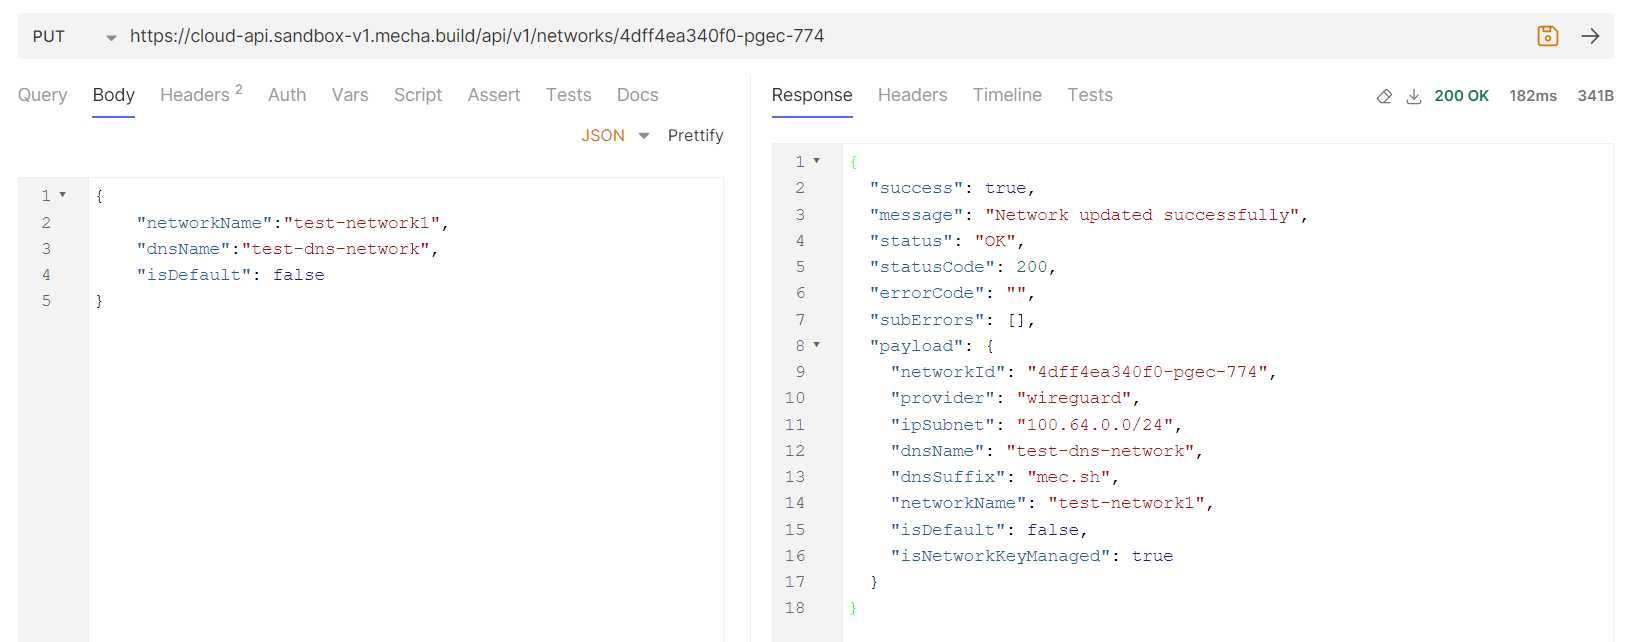 PUT https://cloud-api.sandbox-v1.mecha.build/api/v1/networks/4dff4ea340f0-pgec-774
Query Body Headers 2 Auth Vars Script Assert Tests Docs
JSON Prettify
1 {
2 "networkName":"test-network1",
3 "dnsName":"test-dns-network",
4 "isDefault": false
5 }
Response Headers Timeline Tests 200 OK 182ms 341B
1 {
2 "success": true,
3 "message": "Network updated successfully",
4 "status": "OK",
5 "statusCode": 200,
6 "errorCode": "",
7 "subErrors": [],
8 "payload": {
9 "networkId": "4dff4ea340f0-pgec-774",
10 "provider": "wireguard",
11 "ipSubnet": "100.64.0.0/24",
12 "dnsName": "test-dns-network",
13 "dnsSuffix": "mec.sh",
14 "networkName": "test-network1",
15 "isDefault": false,
16 "isNetworkKeyManaged": true
17 }
18 }